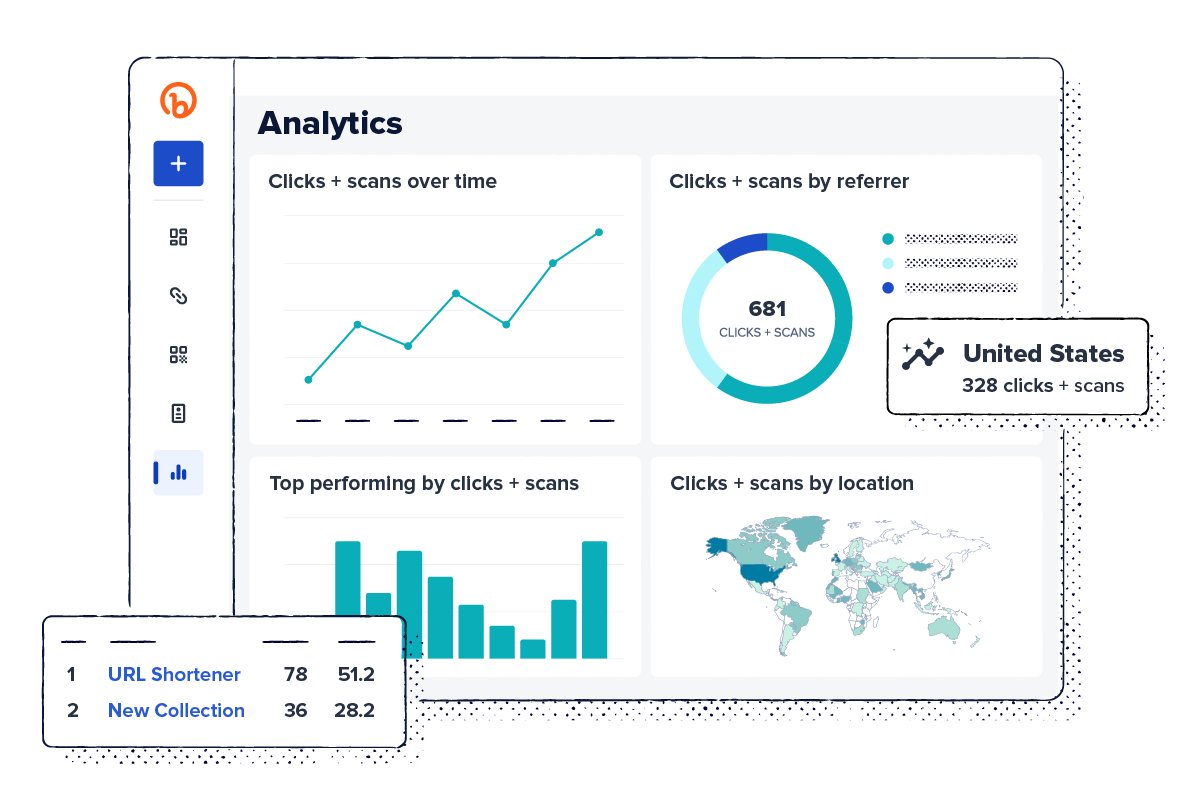 Analytics
Clicks + scans over time
Clicks + scans by referrer
681
CLICKS + SCANS
United States
328 clicks + scans
Top performing by clicks + scans
Clicks + scans by location
1 URL Shortener 78 51.2
2 New Collection 36 28.2